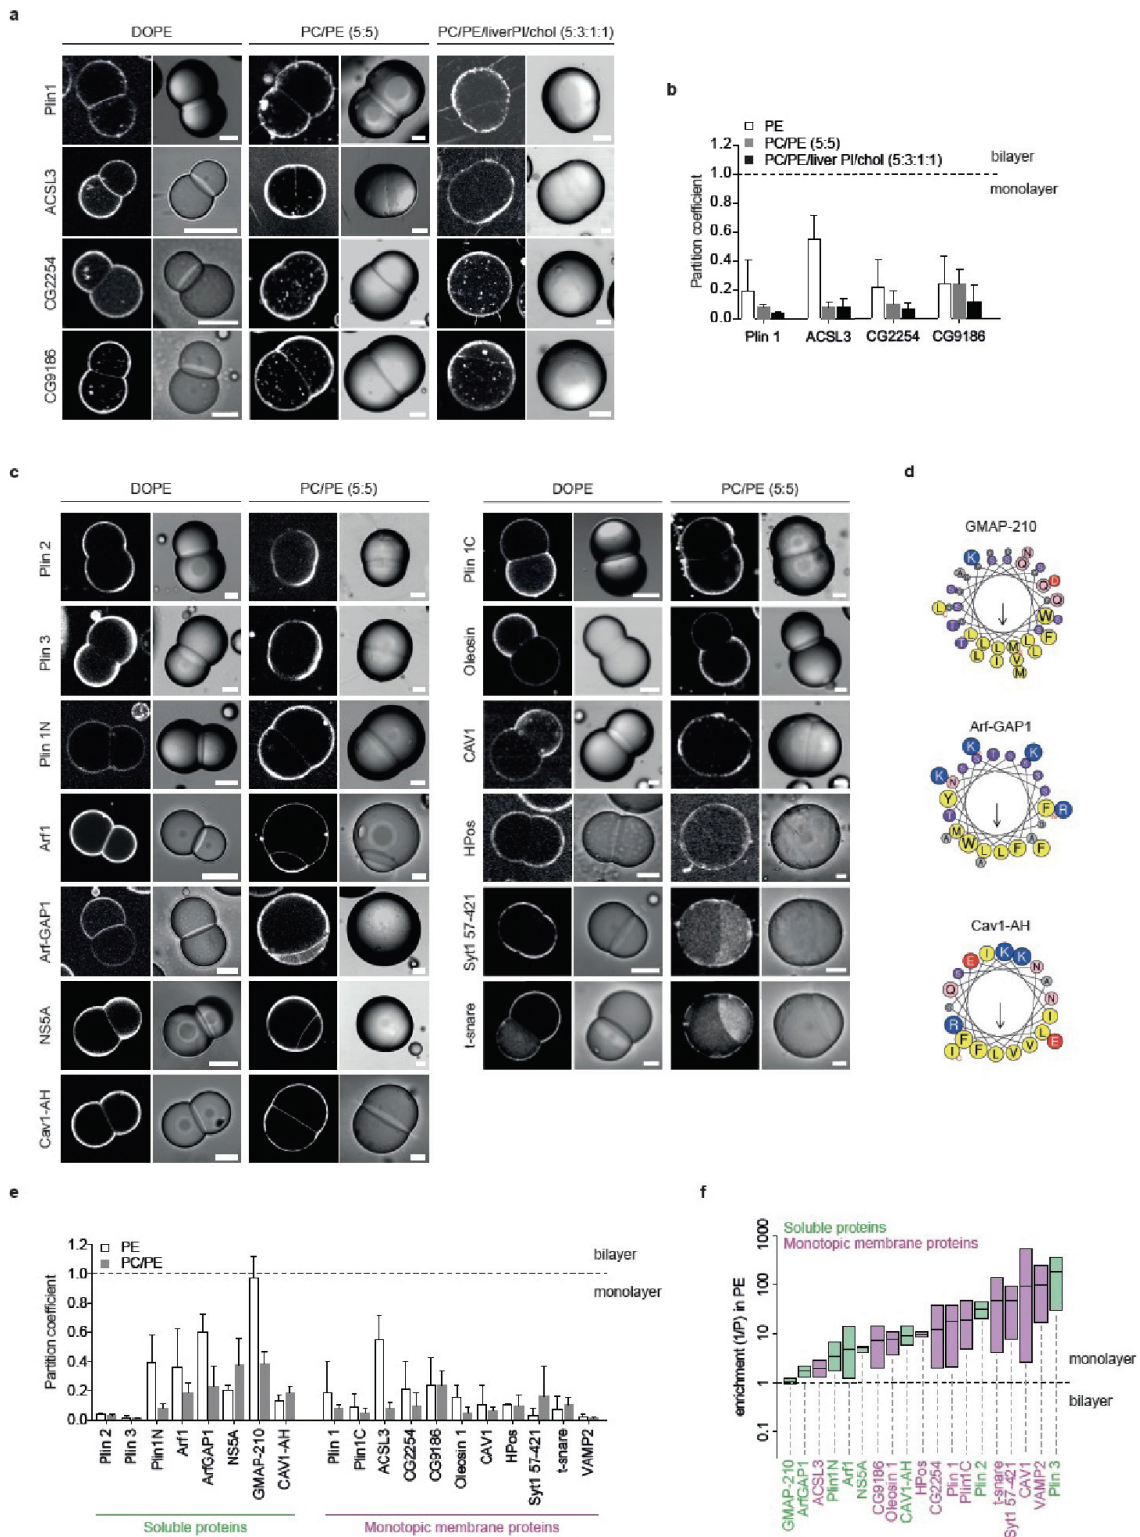 a
DOPE
PC/PE (5:5)
PC/PE/liverPI/chol (5:3:1:1)
Plin1
ACSL3
CG2254
CG9186
b
PE
PC/PE (5:5)
PC/PE/liver PI/chol (5:3:1:1)
bilayer
monolayer
Partition coefficient
1.2
1.0
0.8
0.6
0.4
0.2
0.0
Plin 1
ACSL3
CG2254
CG9186
c
DOPE
PC/PE (5:5)
Plin 2
Plin 3
Plin 1N
Arf1
Arf-GAP1
NS5A
Cav1-AH
DOPE
PC/PE (5:5)
Plin 1C
Oleosin
CAV1
HPos
Syt1 57-421
t-snare
d
GMAP-210
Arf-GAP1
Cav1-AH
e
PE
PC/PE
bilayer
monolayer
Partition coefficient
1.2
1.0
0.8
0.6
0.4
0.2
0.0
Plin 2
Plin 3
Plin1N
Arf1
ArfGAP1
NS5A
GMAP-210
CAV1-AH
Plin 1
Plin1C
ACSL3
CG2254
CG9186
Oleosin 1
CAV1
HPos
Syt1 57-421
t-snare
VAMP2
Soluble proteins
Monotopic membrane proteins
f
Soluble proteins
Monotopic membrane proteins
enrichment (1/P) in PE
1000
100
10
1
0.1
monolayer
bilayer
GMAP-210
ArfGAP1
ACSL3
Plin1N
Arf1
NS5A
CG9186
Oleosin 1
CAV1-AH
HPos
CG2254
Plin 1
Plin1C
Plin 2
t-snare
Syt1 57-421
CAV1
VAMP2
Plin 3